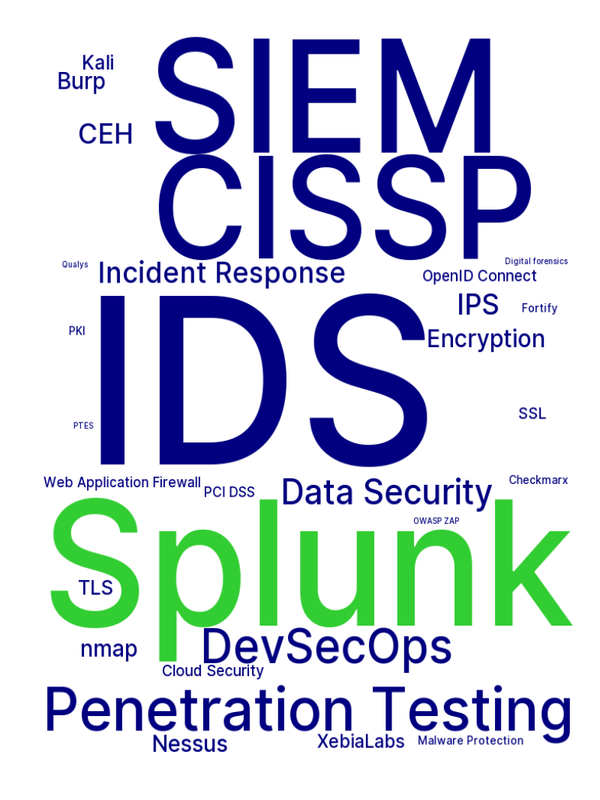 SIEM
Kali
Burp
CEH
CISSP
Digital forensics
Qualys
Incident Response
OpenID Connect
IPS
Fortify
IDS
PKI
Encryption
SSL
PTES
Web Application Firewall
PCI DSS
Data Security
Checkmarx
OWASP ZAP
Splunk
TLS
nmap
DevSecOps
Cloud Security
Penetration Testing
Nessus
XebiaLabs
Malware Protection